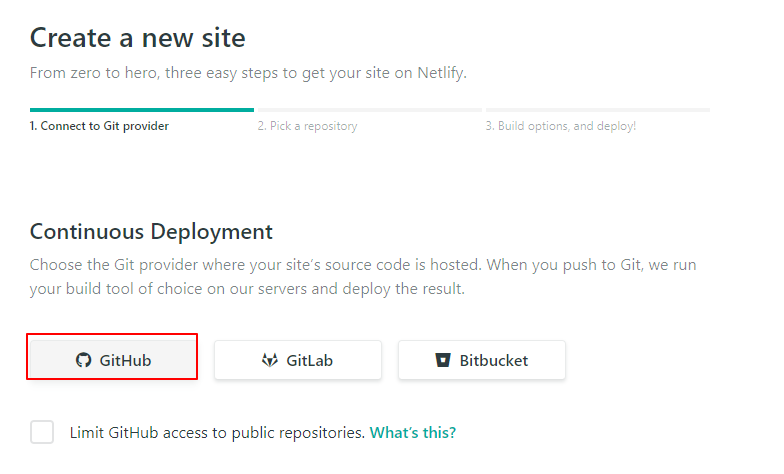 Create a new site
From zero to hero, three easy steps to get your site on Netlify.
1. Connect to Git provider
2. Pick a repository
3. Build options, and deploy!
Continuous Deployment
Choose the Git provider where your site's source code is hosted. When you push to Git, we run
your build tool of choice on our servers and deploy the result.
GitHub
GitLab
Bitbucket
Limit GitHub access to public repositories. What's this?